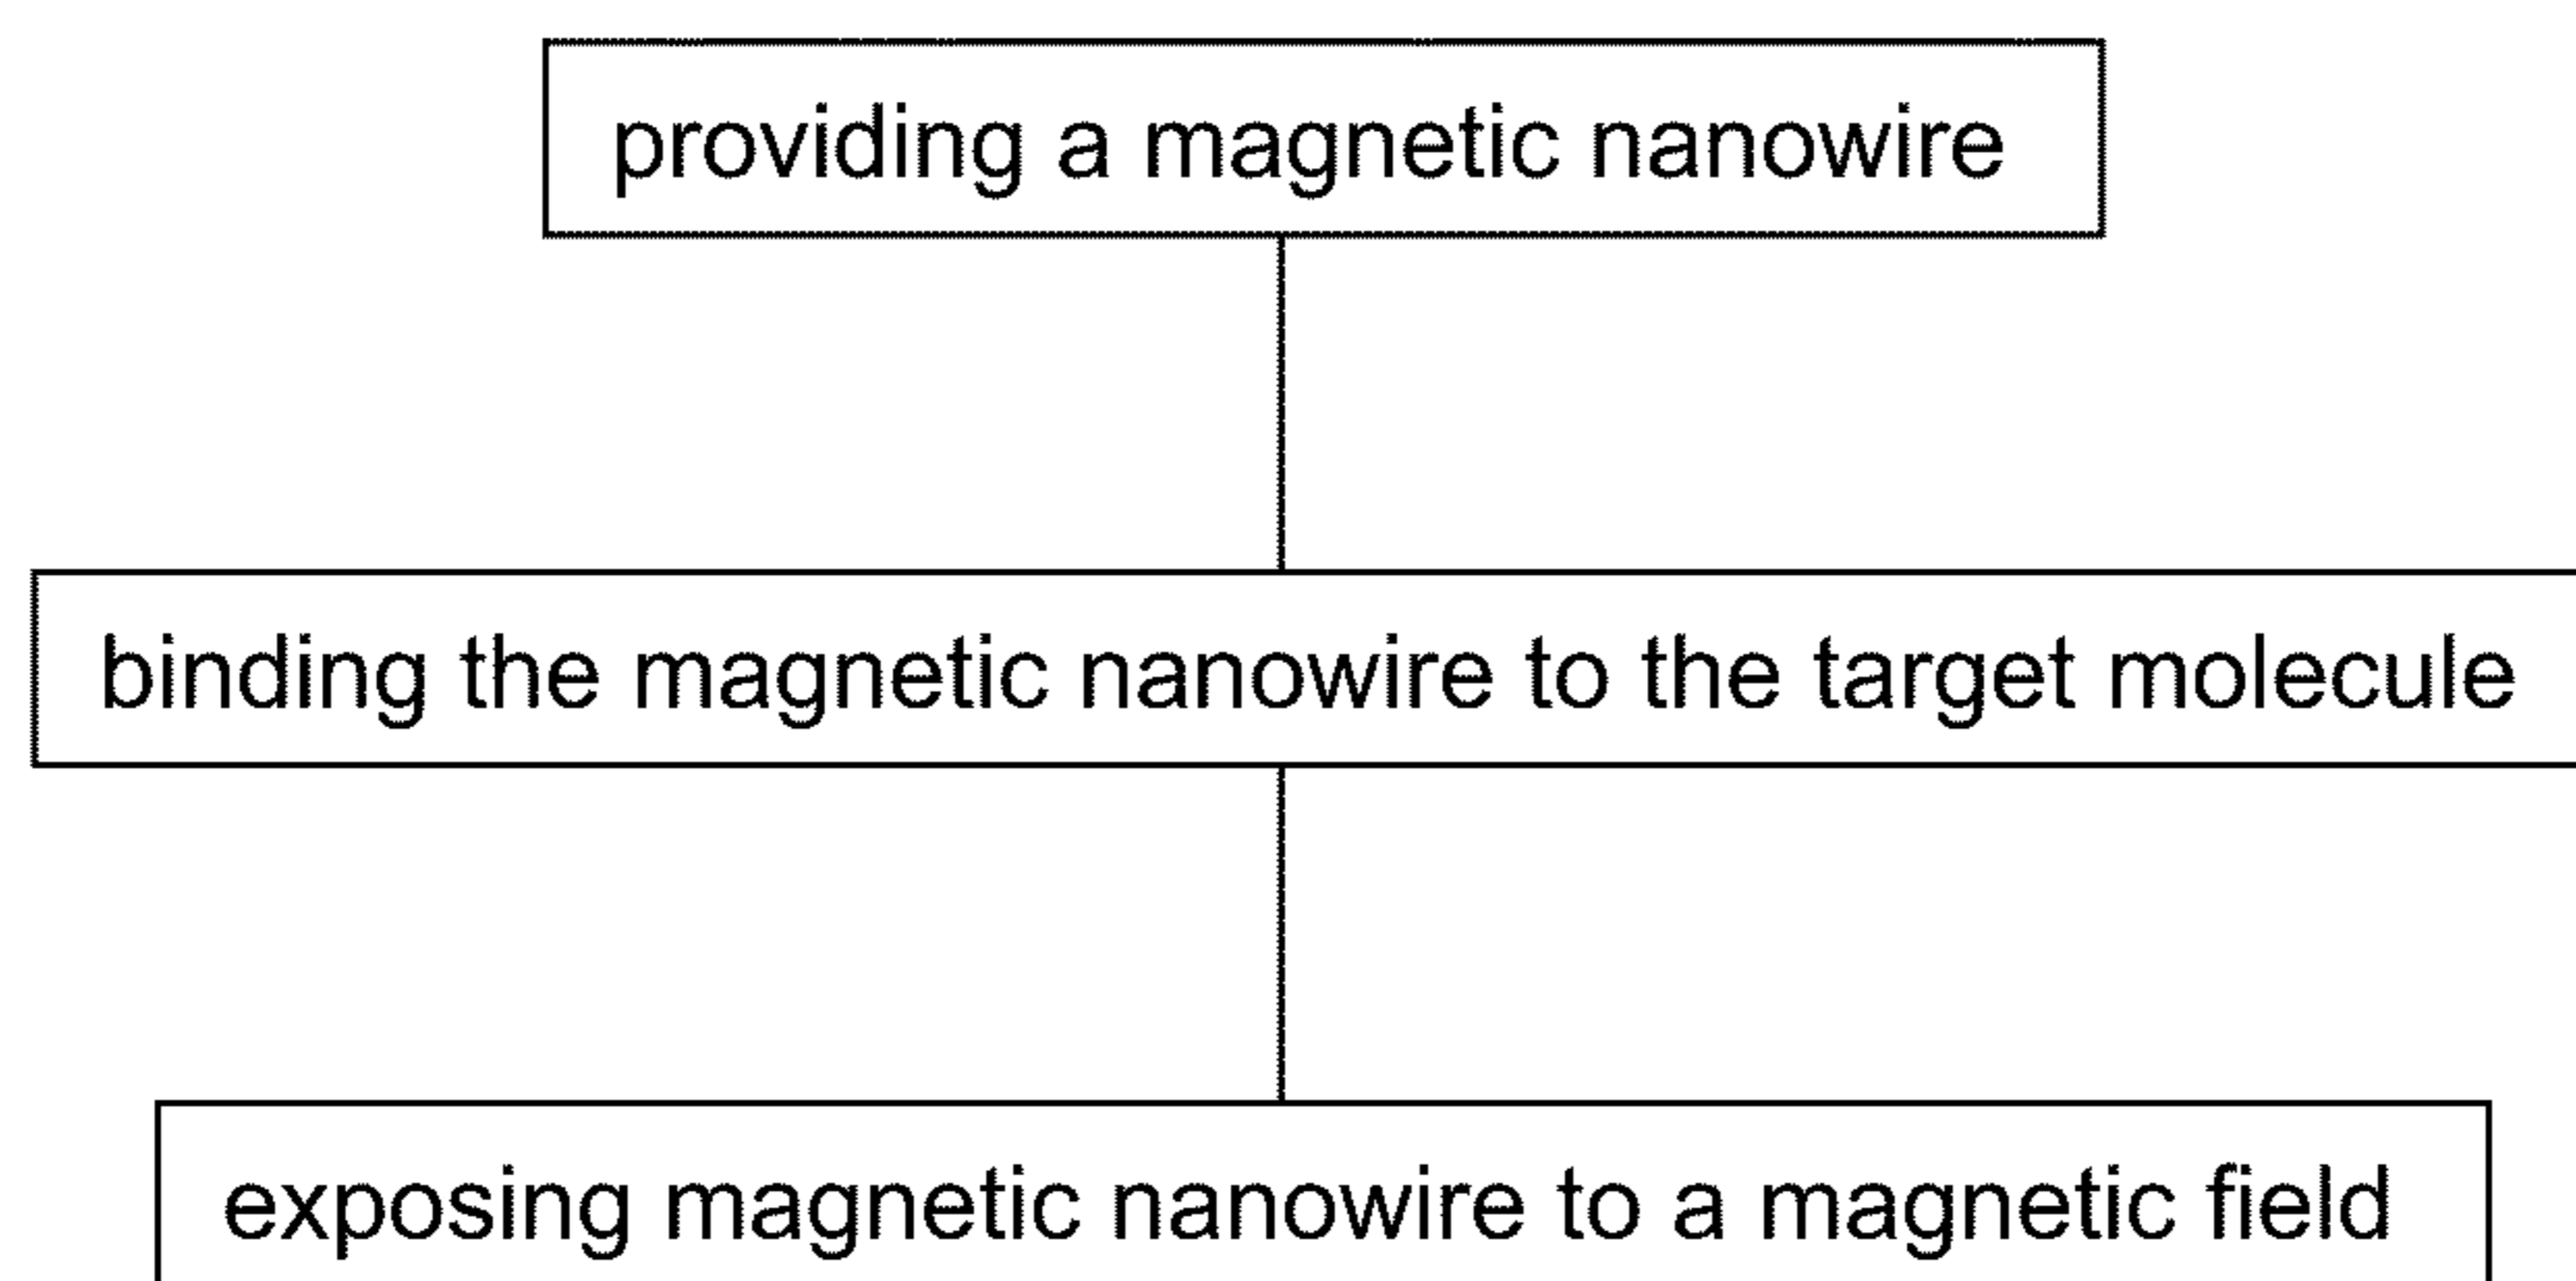 providing a magnetic nanowire
binding the magnetic nanowire to the target molecule
exposing magnetic nanowire to a magnetic field